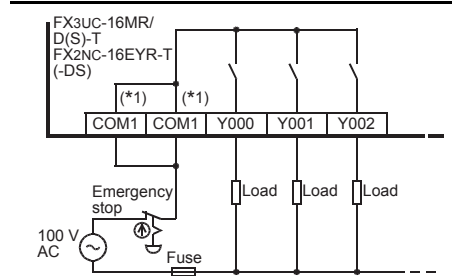 FX3UC-16MR/
D(S)-T
FX2NC-16EYR-T
(-DS)
(*1) (*1)
COM1 COM1 Y000 Y001 Y002
Emergency
stop
Load Load Load
100 V
AC
Fuse